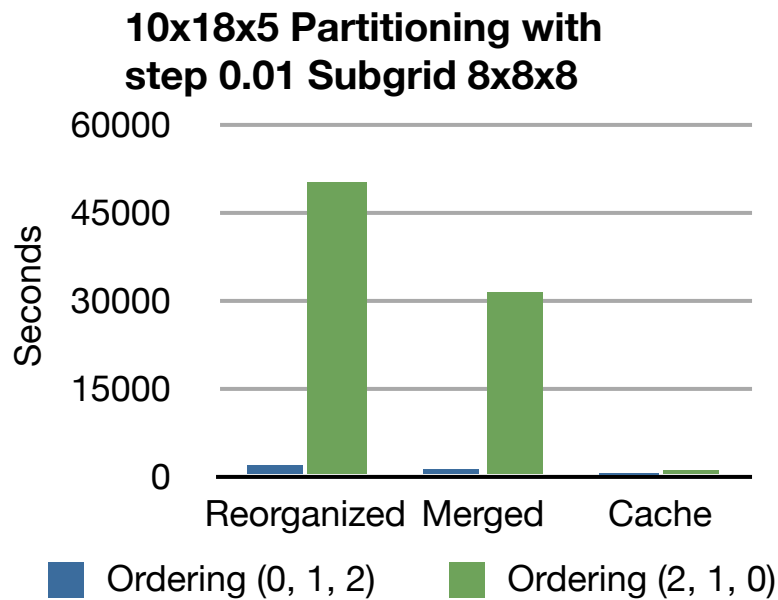 10x18x5 Partitioning with
step 0.01 Subgrid 8x8x8
60000
45000
30000
15000
0
Seconds
Reorganized Merged Cache
Ordering (0, 1, 2) Ordering (2, 1, 0)